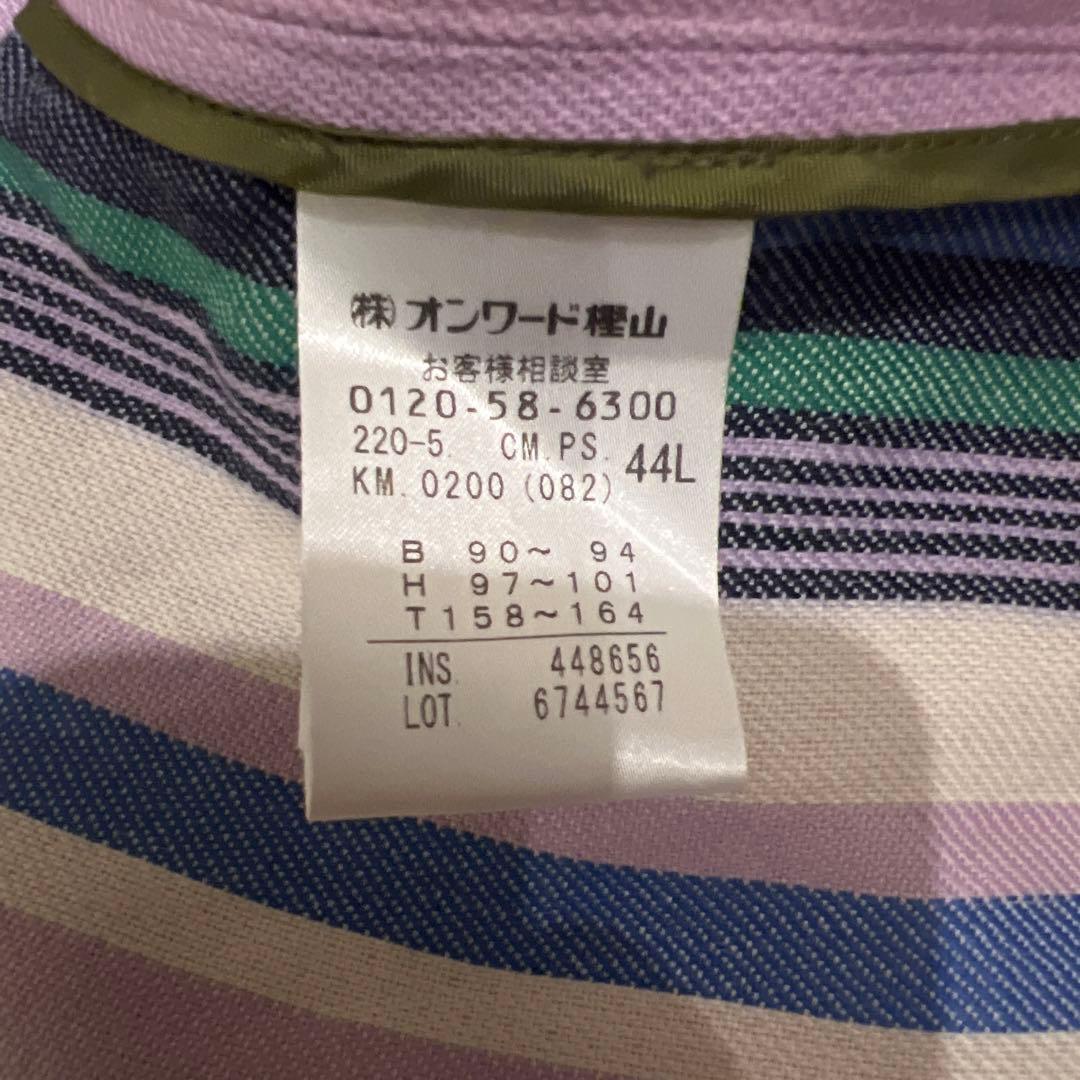 ㈱オンワード樫山
お客様相談室
0120-58-6300
220-5. CM.PS. 44L
KM. 0200 (082)
B 90～ 94
H 97～101
T158～164
INS. 448656
LOT. 6744567